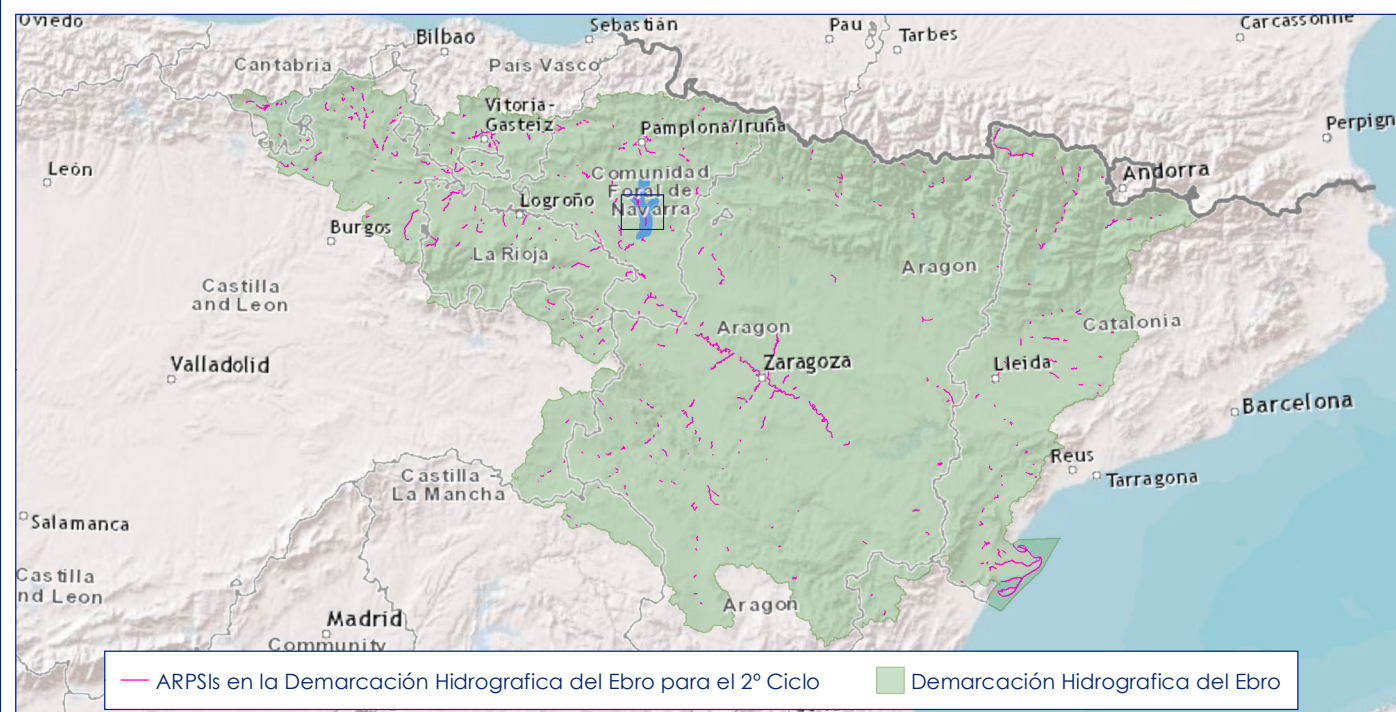 Oviedo
Sebastián
Pau
Tarbes
Carcassonne
Bilbao
Cantabria
País Vasco
Vitoria-
Gasteiz
Pamplona/Iruña
Perpign
León
Andorra
Comunidad
Foral de
Navarra
Logroño
Burgos
La Rioja
Aragon
Castilla
and Leon
Aragon
Catalonia
Valladolid
Zaragoza
Lleida
Barcelona
Reus
Tarragona
Castilla
La Mancha
Salamanca
Castilla
nd Leon
Aragon
Madrid
Community
ARPSIs en la Demarcación Hidrografica del Ebro para el 2º Ciclo
Demarcación Hidrografica del Ebro